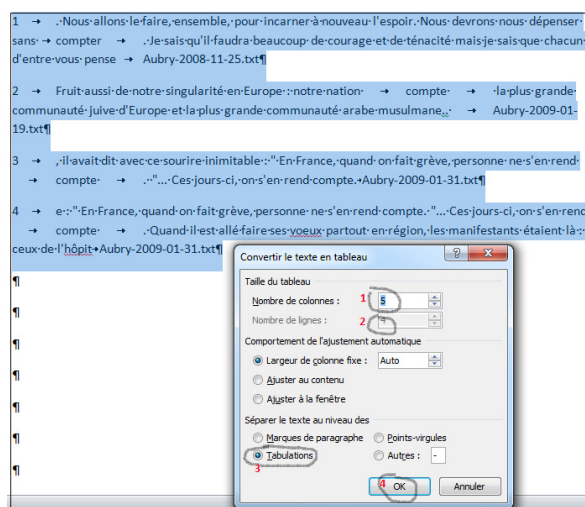 1 → .·Nous·allons·le·faire,·ensemble,·pour·incarner·à·nouveau·l'espoir.·Nous·devrons·nous·dépenser·
sans·→ compter → .·Je·sais·qu'il·faudra·beaucoup·de·courage·et·de·ténacité·mais·je·sais·que·chacun·
d'entre·vous·pense → Aubry-2008-11-25.txt¶
2 → Fruit·aussi·de·notre·singularité·en·Europe·:·notre·nation· → compte· → ·la·plus·grande·
communauté·juive·d'Europe·et·la·plus·grande·communauté·arabe·musulmane,.· → Aubry-2009-01-
19.txt¶
3 → ,·il·avait·dit·avec·ce·sourire·inimitable·:·"·En·France,·quand·on·fait·grève,·personne·ne·s'en·rend·
→ compte· → .··"...·Ces·jours-ci,·on·s'en·rend·compte.→Aubry-2009-01-31.txt¶
4 → e·:·"·En·France,·quand·on·fait·grève,·personne·ne·s'en·rend·compte.·"...·Ces·jours-ci,·on·s'en·rend
→ compte· → .·Quand·il·est·allé·faire·ses·voeux·partout·en·région,·les·manifestants·étaient·là·:·
ceux·de·l'hôpit→Aubry-2009-01-31.txt¶
¶
¶
¶
¶
¶
¶
¶
Convertir le texte en tableau
Taille du tableau
Nombre de colonnes : 1 5
Nombre de lignes : 2
Comportement de l'ajustement automatique
Largeur de colonne fixe : Auto
Ajuster au contenu
Ajuster à la fenêtre
Séparer le texte au niveau des
Marques de paragraphe Points-virgules
Tabulations Autres : -
3
4 OK Annuler